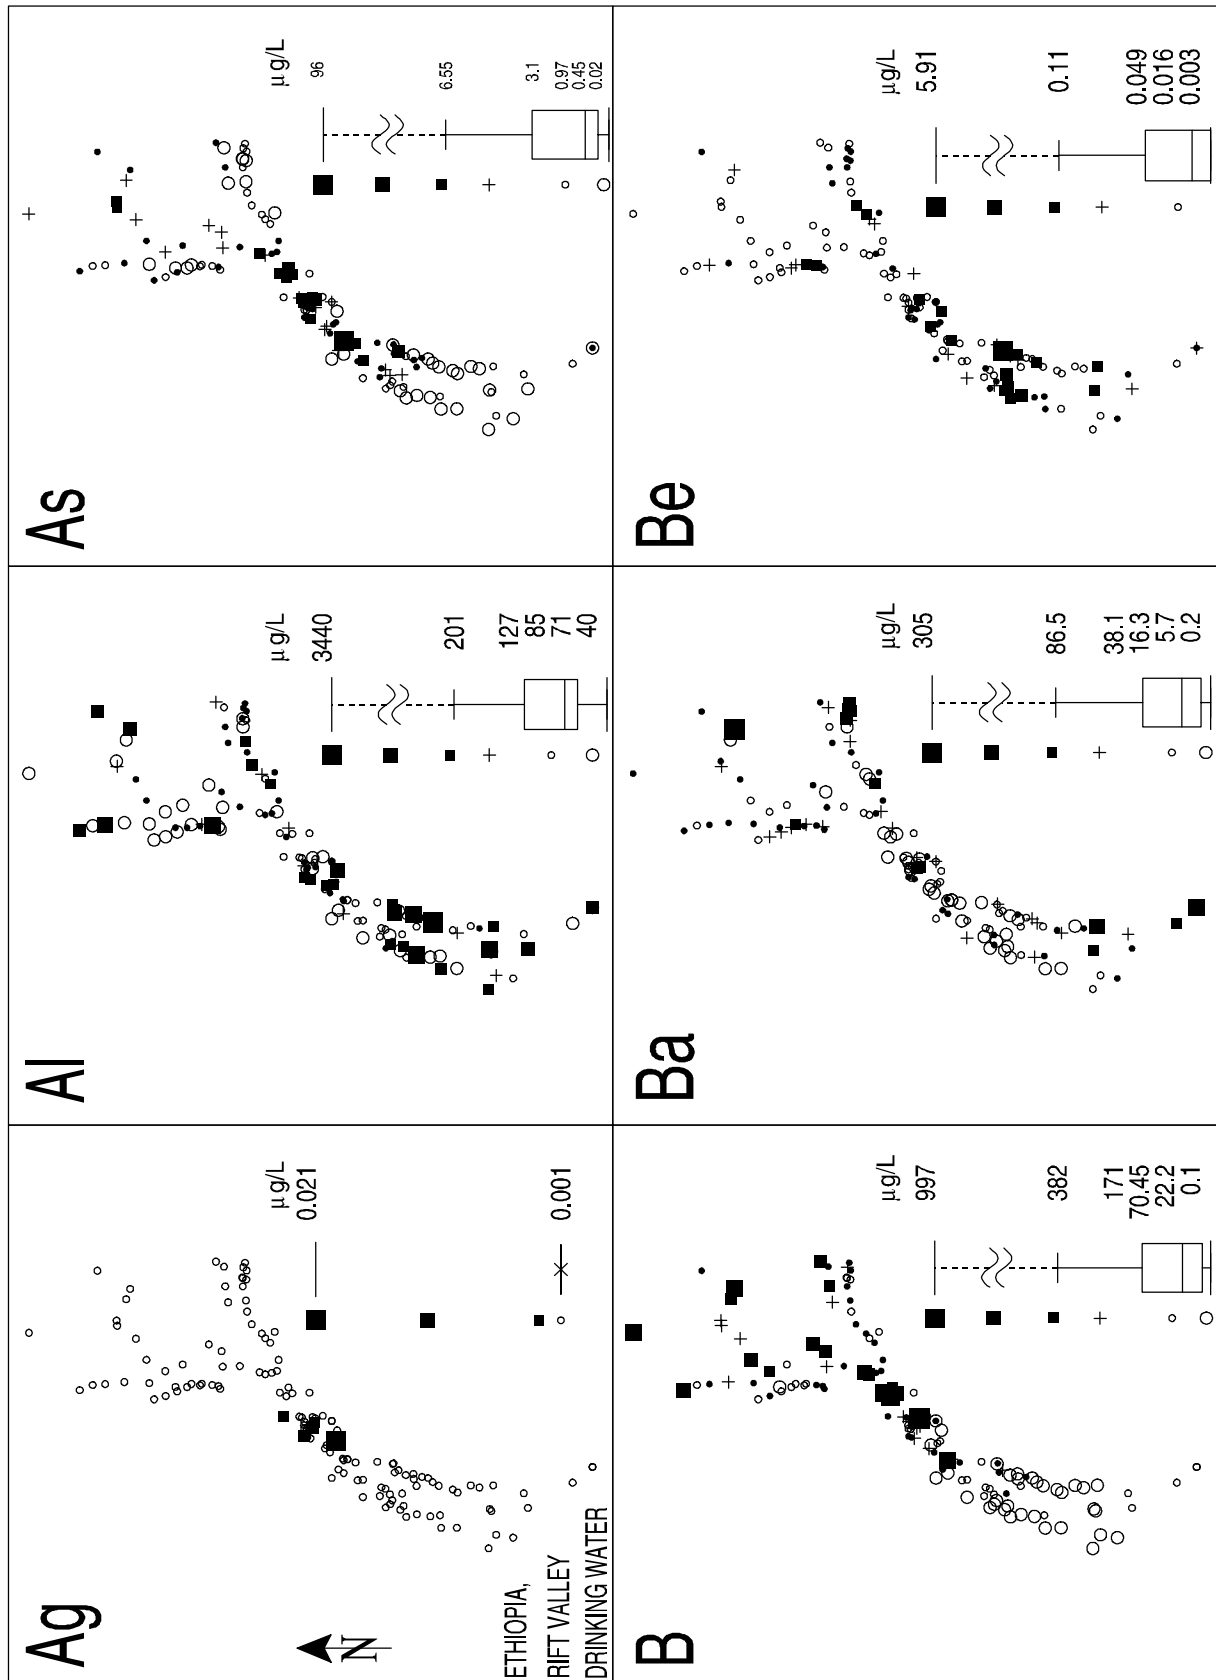 Ag
μg/L
0.021
0.001
N
ETHIOPIA,
RIFT VALLEY
DRINKING WATER
Al
μg/L
3440
201
127
85
71
40
As
μg/L
96
6.55
3.1
0.97
0.45
0.02
B
μg/L
997
382
171
70.45
22.2
0.1
Ba
μg/L
305
86.5
38.1
16.3
5.7
0.2
Be
μg/L
5.91
0.11
0.049
0.016
0.003